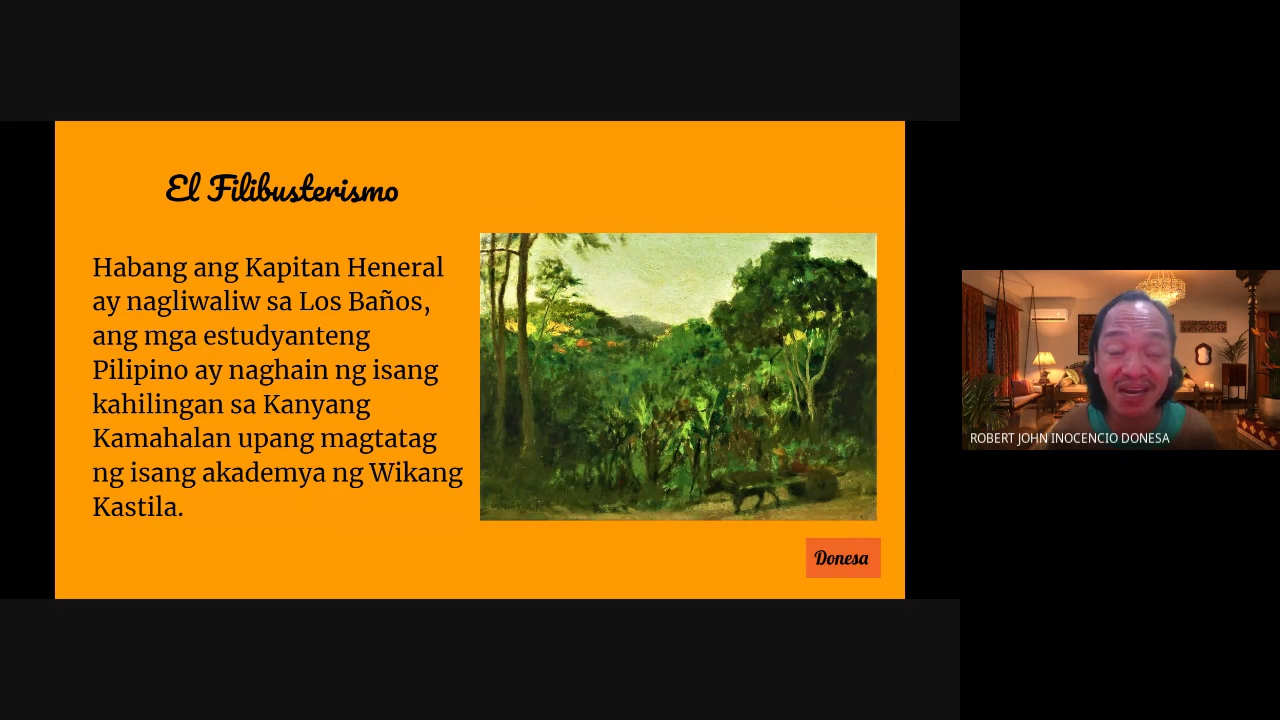 El Filibusterismo
Habang ang Kapitan Heneral
ay nagliwaliw sa Los Baños,
ang mga estudyanteng
Pilipino ay naghain ng isang
kahilingan sa Kanyang
Kamahalan upang magtatag
ng isang akademya ng Wikang
Kastila.
Donesa
ROBERT JOHN INOCENCIO DONESA